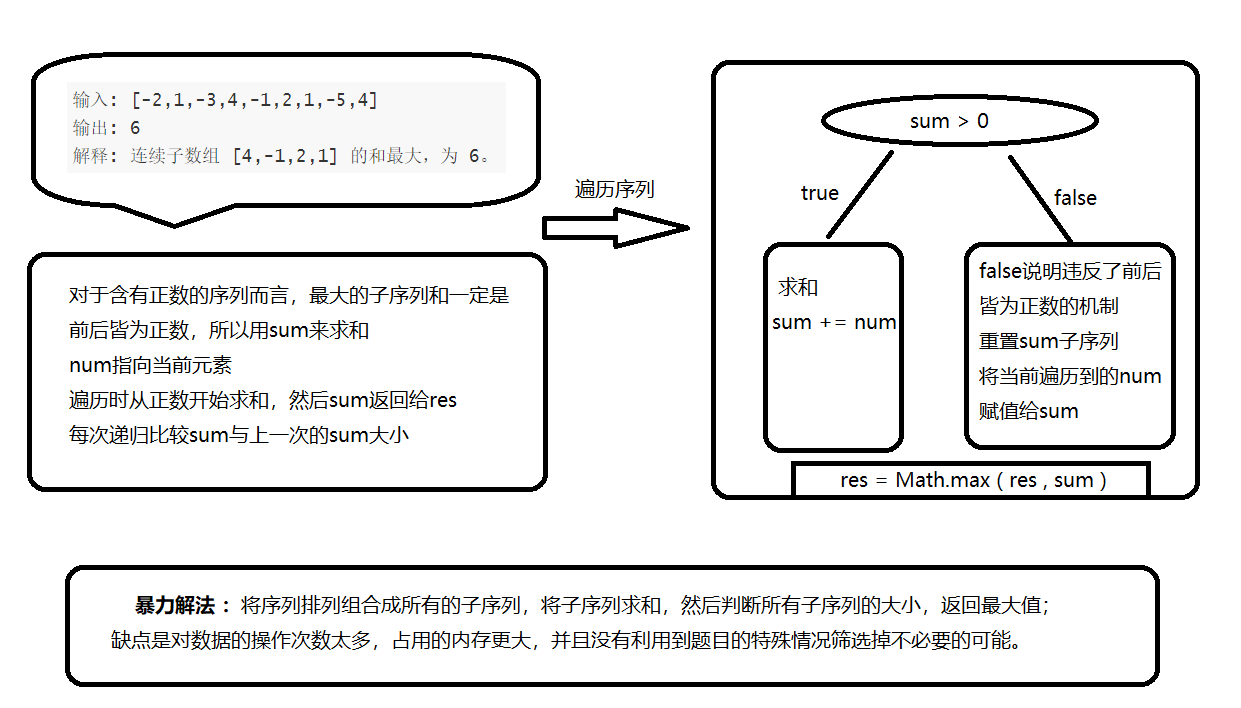 输入: [-2,1,-3,4,-1,2,1,-5,4]
输出: 6
解释: 连续子数组 [4,-1,2,1] 的和最大，为 6。
对于含有正数的序列而言，最大的子序列和一定是
前后皆为正数，所以用sum来求和
num指向当前元素
遍历时从正数开始求和，然后sum返回给res
每次递归比较sum与上一次的sum大小
遍历序列
sum > 0
true
false
求和
sum += num
false说明违反了前后
皆为正数的机制
重置sum子序列
将当前遍历到的num
赋值给sum
res = Math.max ( res , sum )
暴力解法 ：将序列排列组合成所有的子序列，将子序列求和，然后判断所有子序列的大小，返回最大值；
缺点是对数据的操作次数太多，占用的内存更大，并且没有利用到题目的特殊情况筛选掉不必要的可能。